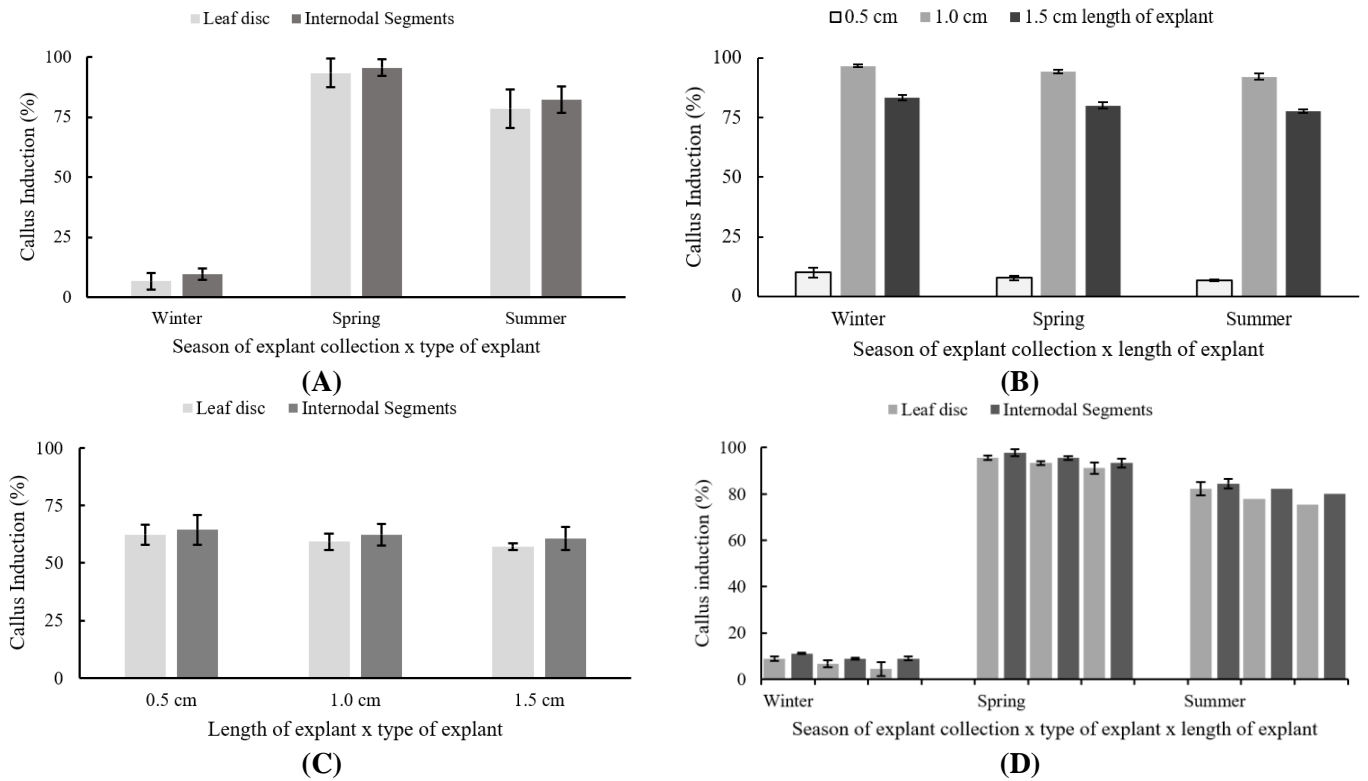 Leaf disc Internodal Segments
Callus Induction (%)
100
75
50
25
0
Winter Spring Summer
Season of explant collection x type of explant
(A)
0.5 cm 1.0 cm 1.5 cm length of explant
Callus Induction (%)
100
75
50
25
0
Winter Spring Summer
Season of explant collection x length of explant
(B)
Leaf disc Internodal Segments
Callus Induction (%)
100
75
50
25
0
0.5 cm 1.0 cm 1.5 cm
Length of explant x type of explant
(C)
Leaf disc Internodal Segments
Callus induction (%)
100
80
60
40
20
0
Winter Spring Summer
Season of explant collection x type of explant x length of explant
(D)